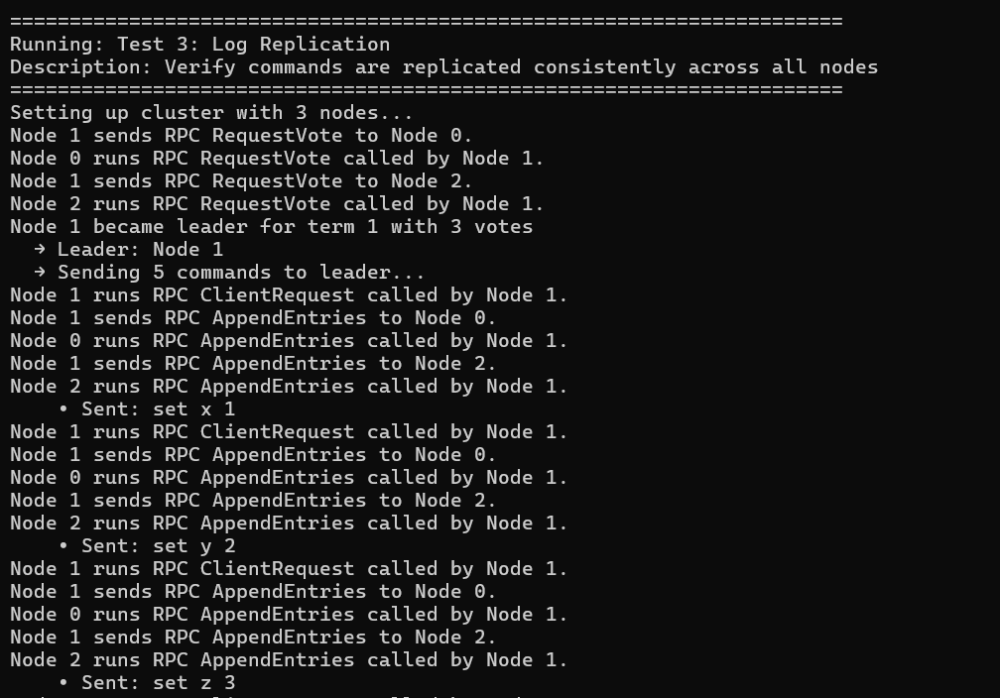 ======================================================================
Running: Test 3: Log Replication
Description: Verify commands are replicated consistently across all nodes
======================================================================
Setting up cluster with 3 nodes...
Node 1 sends RPC RequestVote to Node 0.
Node 0 runs RPC RequestVote called by Node 1.
Node 1 sends RPC RequestVote to Node 2.
Node 2 runs RPC RequestVote called by Node 1.
Node 1 became leader for term 1 with 3 votes
  → Leader: Node 1
  → Sending 5 commands to leader...
Node 1 runs RPC ClientRequest called by Node 1.
Node 1 sends RPC AppendEntries to Node 0.
Node 0 runs RPC AppendEntries called by Node 1.
Node 1 sends RPC AppendEntries to Node 2.
Node 2 runs RPC AppendEntries called by Node 1.
    • Sent: set x 1
Node 1 runs RPC ClientRequest called by Node 1.
Node 1 sends RPC AppendEntries to Node 0.
Node 0 runs RPC AppendEntries called by Node 1.
Node 1 sends RPC AppendEntries to Node 2.
Node 2 runs RPC AppendEntries called by Node 1.
    • Sent: set y 2
Node 1 runs RPC ClientRequest called by Node 1.
Node 1 sends RPC AppendEntries to Node 0.
Node 0 runs RPC AppendEntries called by Node 1.
Node 1 sends RPC AppendEntries to Node 2.
Node 2 runs RPC AppendEntries called by Node 1.
    • Sent: set z 3